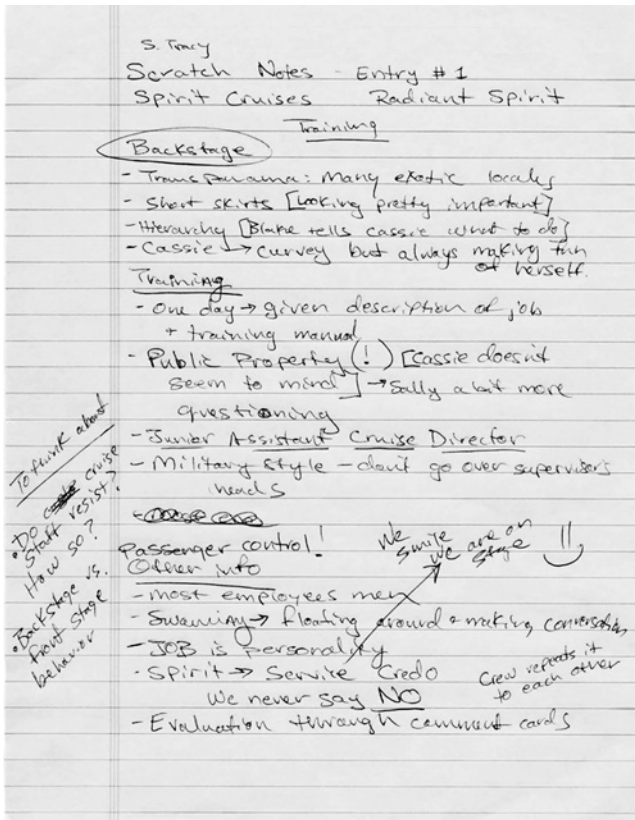 S. Tracy
Scratch Notes - Entry # 1
Spirit Cruises Radiant Spirit
Training
Backstage
- Transpanama: Many exotic locales
- Short skirts [Looking pretty important]
- Hierarchy [Blake tells cassie what to do]
- Cassie → curvey but always making fun
of herself.
Training
- One day → given description of job
+ training manual
- Public Property (!) [Cassie doesn't
seem to mind] → Sally a bit more
questioning
- Junior Assistant Cruise Director
- Military style - don't go over supervisors
heads
passenger control!
We
smile
We are on
stage
Other info
- most employees men
- Swanning → floating around + making conversation
- JOB is personality
- Spirit → Service Credo
We never say NO
Crew repeats it
to each other
- Evaluation through comment cards
To think about
• Do cruise
staff resist?
How so?
• Backstage vs.
front stage
behavior